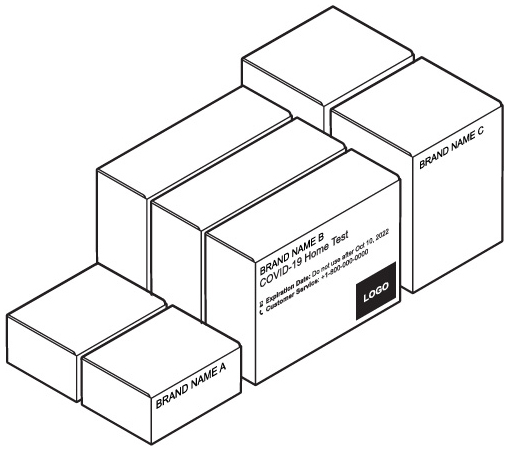 BRAND NAME C
BRAND NAME B
COVID-19 Home Test
Expiration Date: Do not use after Oct 10, 2022
Customer Service: +1-800-000-0000
LOGO
BRAND NAME A